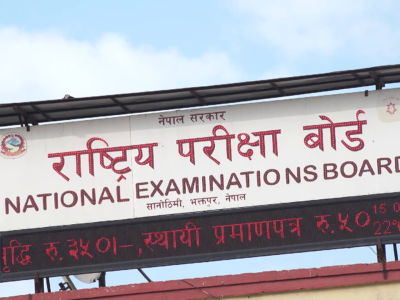 नेपाल सरकार
राष्ट्रिय परीक्षा बोर्ड
NATIONAL EXAMINATIONS BOARD
सानोठिमी, भक्तपुर, नेपाल
वृद्धि रु.३५०।-,स्थायी प्रमाणपत्र रु.५०